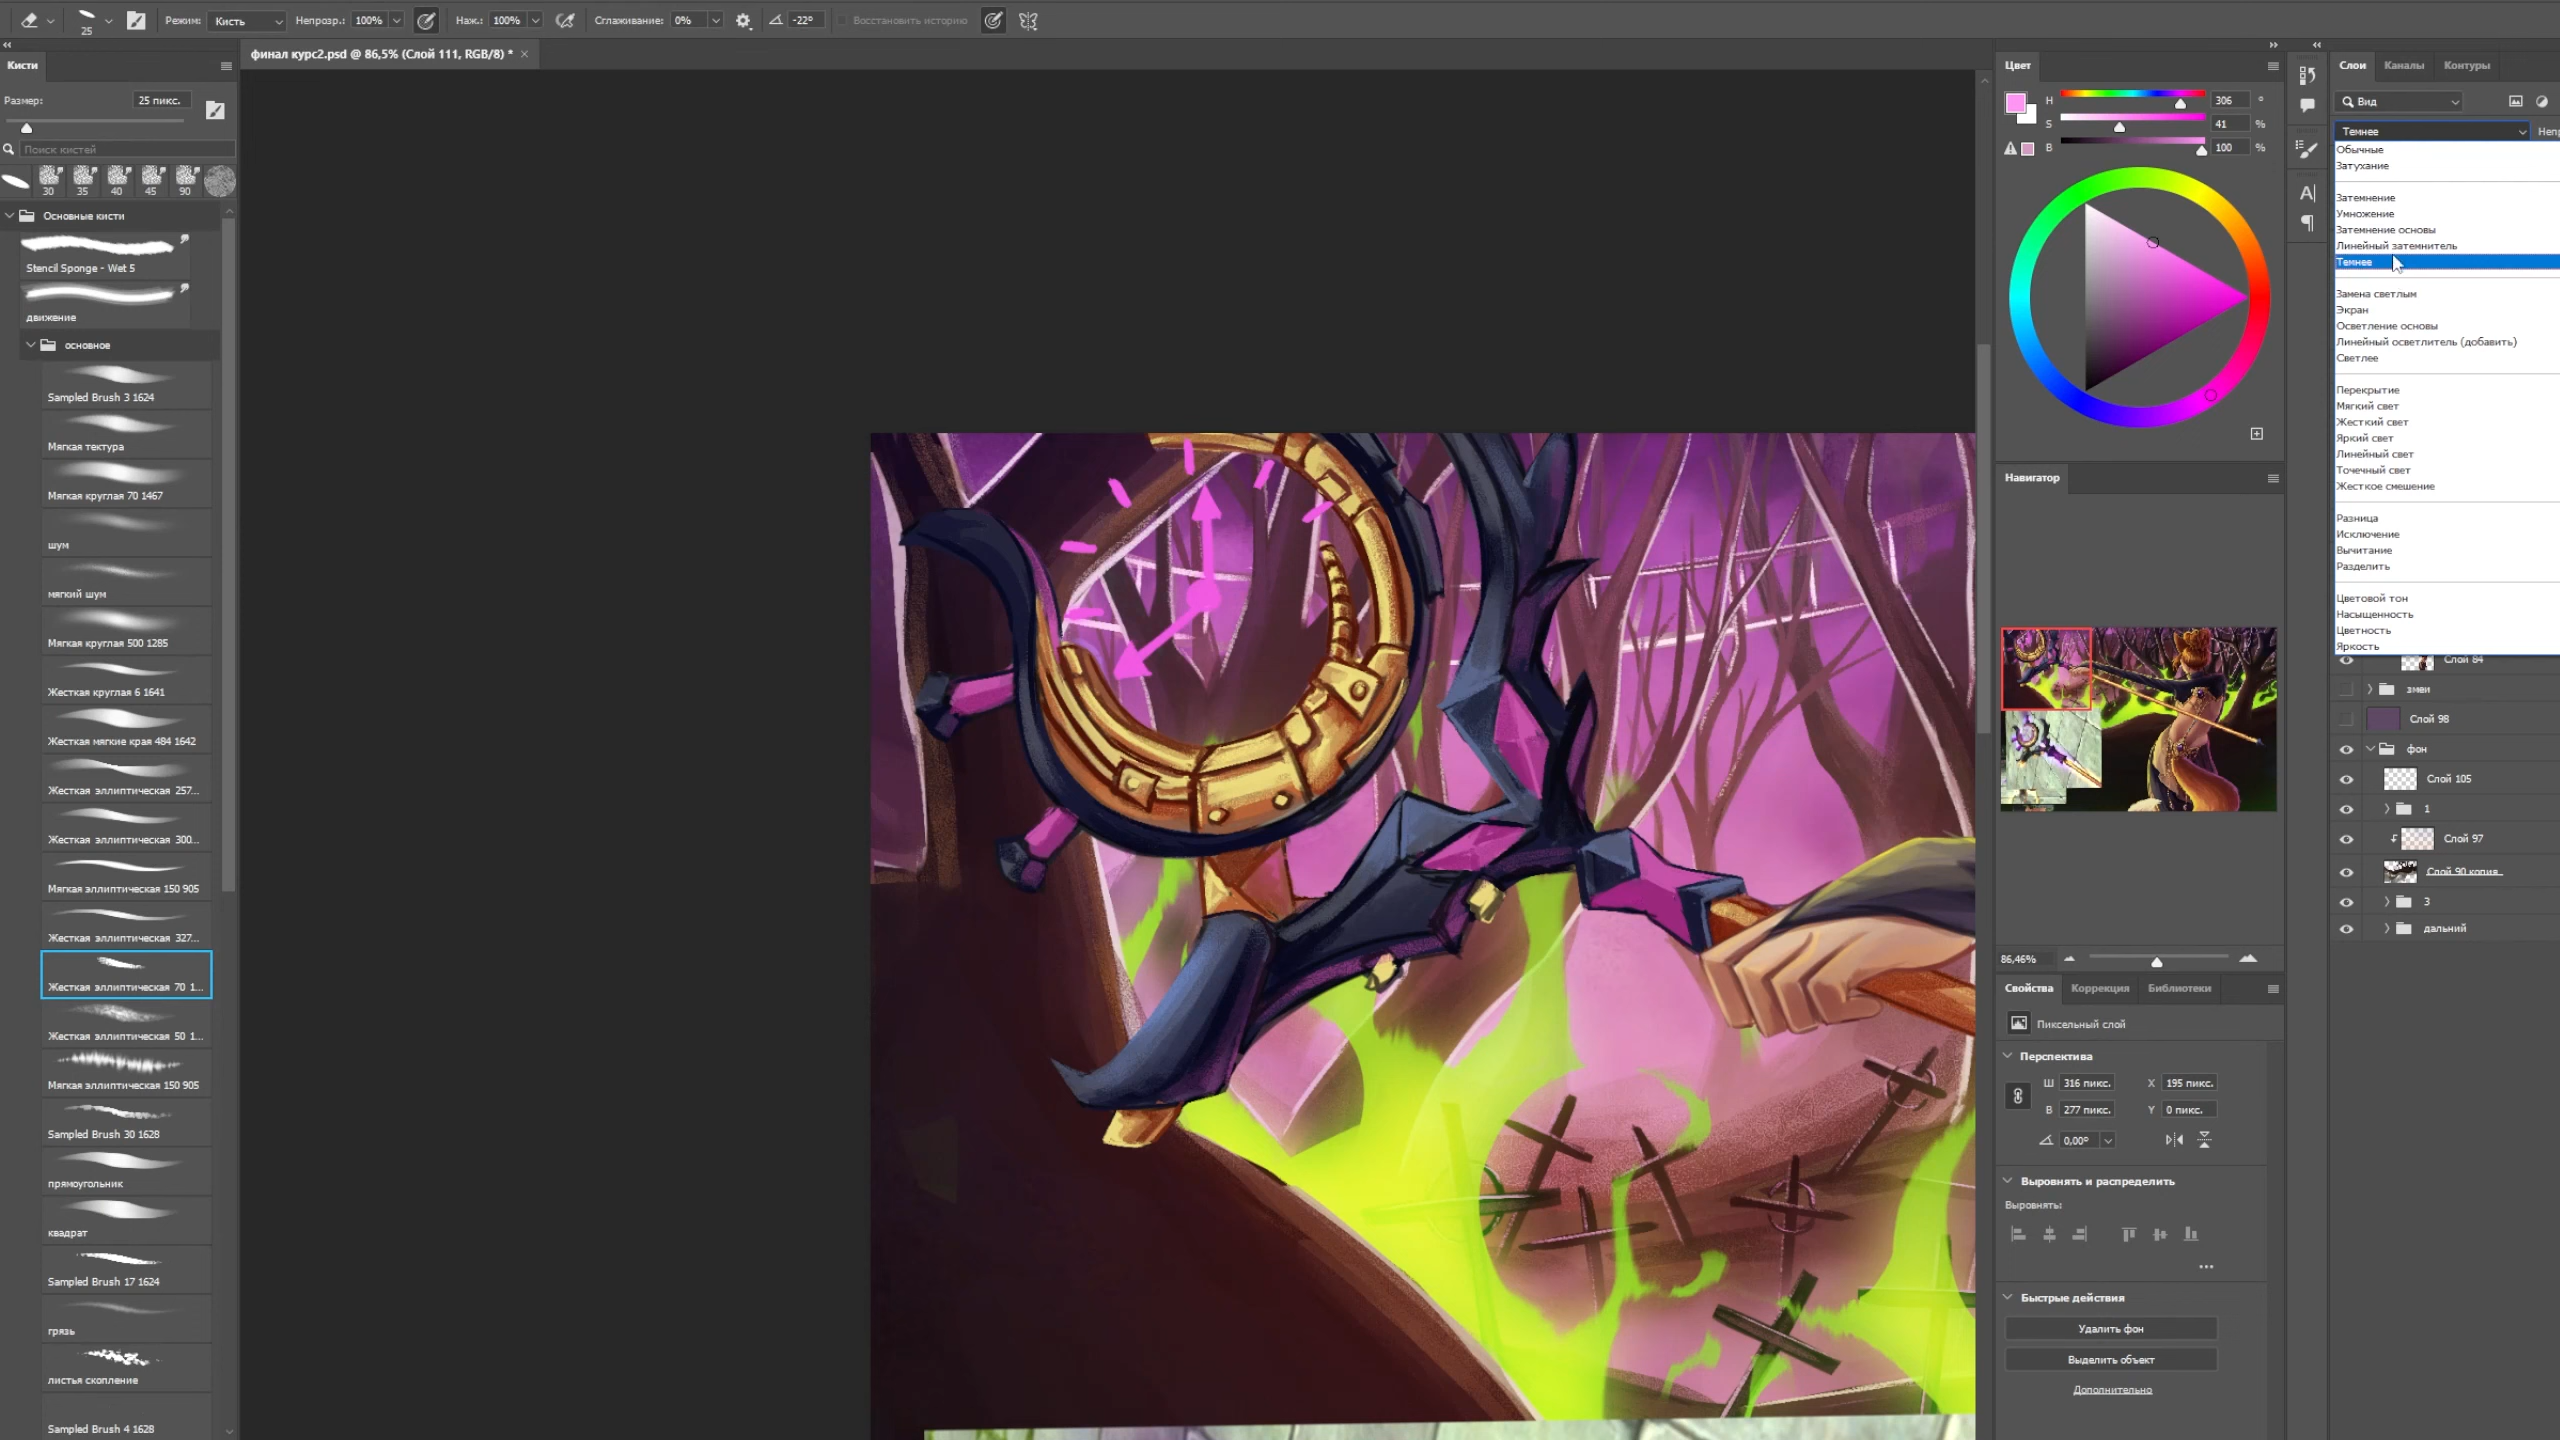 25
Режим:
Кисть
Непрозр.:
100%
Наж.:
100%
Сглаживание:
0%
-22°
Восстановить историю
финал курс2.psd @ 86,5% (Слой 111, RGB/8) *
Кисти
Размер:
25 пикс.
Поиск кистей
30
35
40
45
90
Основные кисти
Stencil Sponge - Wet 5
движение
основное
Sampled Brush 3 1624
Мягкая тектура
Мягкая круглая 70 1467
шум
мягкий шум
Мягкая круглая 500 1285
Жесткая круглая 6 1641
Жесткая мягкие края 484 1642
Жесткая эллиптическая 257...
Жесткая эллиптическая 300...
Мягкая эллиптическая 150 905
Жесткая эллиптическая 327...
Жесткая эллиптическая 70 1...
Жесткая эллиптическая 50 1...
Мягкая эллиптическая 150 905
Sampled Brush 30 1628
прямоугольник
квадрат
Sampled Brush 17 1624
грязь
листья скопление
Sampled Brush 4 1628
Цвет
H
306
°
S
41
%
B
100
%
Навигатор
86,46%
Свойства
Коррекция
Библиотеки
Пиксельный слой
Перспектива
Ш
316 пикс.
X
195 пикс.
В
277 пикс.
Y
0 пикс.
0,00°
Выровнять и распределить
Выровнять:
Быстрые действия
Удалить фон
Выделить объект
Дополнительно
Слои
Каналы
Контуры
Вид
Темнее
Непр
Обычные
Затухание
Затемнение
Умножение
Затемнение основы
Линейный затемнитель
Темнее
Замена светлым
Экран
Осветление основы
Линейный осветлитель (добавить)
Светлее
Перекрытие
Мягкий свет
Жесткий свет
Яркий свет
Линейный свет
Точечный свет
Жесткое смешение
Разница
Исключение
Вычитание
Разделить
Цветовой тон
Насыщенность
Цветность
Яркость
Слой 84
змеи
Слой 98
фон
Слой 105
1
Слой 97
Слой 90 копия
3
дальний